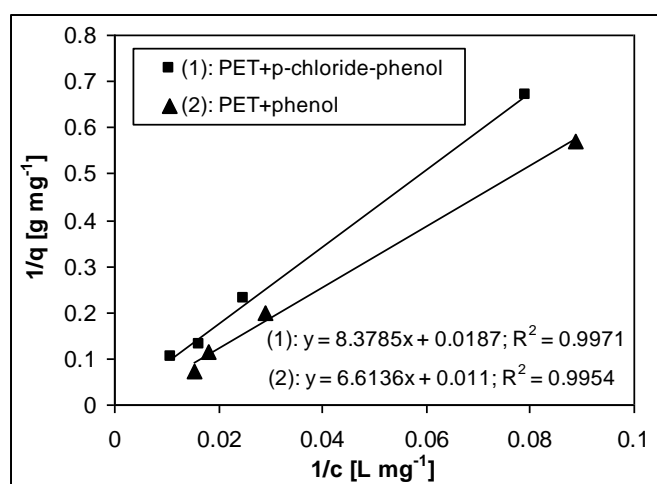 0.8
0.7
0.6
0.5
0.4
0.3
0.2
0.1
0
1/q [g mg⁻¹]
(1): PET+p-chloride-phenol
(2): PET+phenol
(1): y = 8.3785x + 0.0187; R² = 0.9971
(2): y = 6.6136x + 0.011; R² = 0.9954
0 0.02 0.04 0.06 0.08 0.1
1/c [L mg⁻¹]